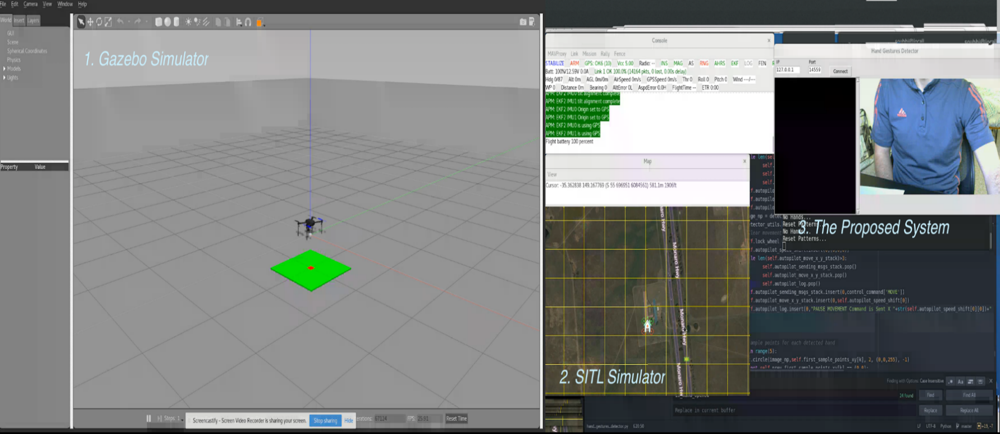 File Edit Camera View Window Help
World Insert Layers
GUI
Scene
Spherical Coordinates
Physics
Models
Lights
Property Value
1. Gazebo Simulator
Steps: 1
Screencastify - Screen Video Recorder is sharing your screen. Stop sharing Hide
erations: 67124 FPS: 25.91 Reset Time
Console
MAVProxy Link Mission Rally Fence
STABILIZE ARM GPS: OK6 (10) Vcc 5.00 Radio: -- INS MAG AS RNG AHRS EKF LOG FEN
Batt: 100%/12.59V 0.0A Link 1 OK 100.0% (14164 pkts, 0 lost, 0.00s delay)
Hdg 0/87 Alt 0m AGL 0m/0m AirSpeed 0m/s GPSSpeed 0m/s Thr 0 Roll 0 Pitch 0 Wind ---/---
WP 0 Distance 0m Bearing 0 AltError 0L AspdError 0.0H FlightTime -- ETR 0:00
APM: EKF2 IMU0 tilt alignment complete
APM: EKF2 IMU1 tilt alignment complete
APM: EKF2 IMU0 Origin set to GPS
APM: EKF2 IMU1 Origin set to GPS
APM: EKF2 IMU0 is using GPS
APM: EKF2 IMU1 is using GPS
Flight battery 100 percent
Map
View
Cursor: -35.362838 149.167769 (S 55 696951 6084561) 581.1m 1906ft
Monaro Hwy
Monaro Hwy
Monaro Hwy
2. SITL Simulator
Hand Gestures Detector
IP Port
127.0.0.1 14559 Connect
No Hands...
Reset Patterns...
No Hands...
Reset Patterns...
3. The Proposed System
le len(sel
self.
self.
self.
f.autopilo
f.autopilo
f.autopilo
ge np = detec
tector_utils.
f.lock_wheel
le len(self.autopilot_move_x_y_stack)>3:
self.autopilot_sending_msgs_stack.pop()
self.autopilot_move_x_y_stack.pop()
self.autopilot_log.pop()
f.autopilot_sending_msgs_stack.insert(0,control_command['MOVE'])
f.autopilot_move_x_y_stack.insert(0,self.autopilot_speed_shift[0])
f.autopilot_log.insert(0,"PAUSE MOVEMENT Command is Sent X "+str(self.autopilot_speed_shift[0][0])+"
ample points for each detected hand
n range(5):
.circle(image_np,self.first_sample_points_xy[k], 2, (0,0,255), -1)
Finding with Options: Case Insensitive .* Aa
24 found Find Find All
Replace in current buffer Replace Replace All
hand_gestures_detector.py 620:50 LF UTF-8 Python master +19, -7